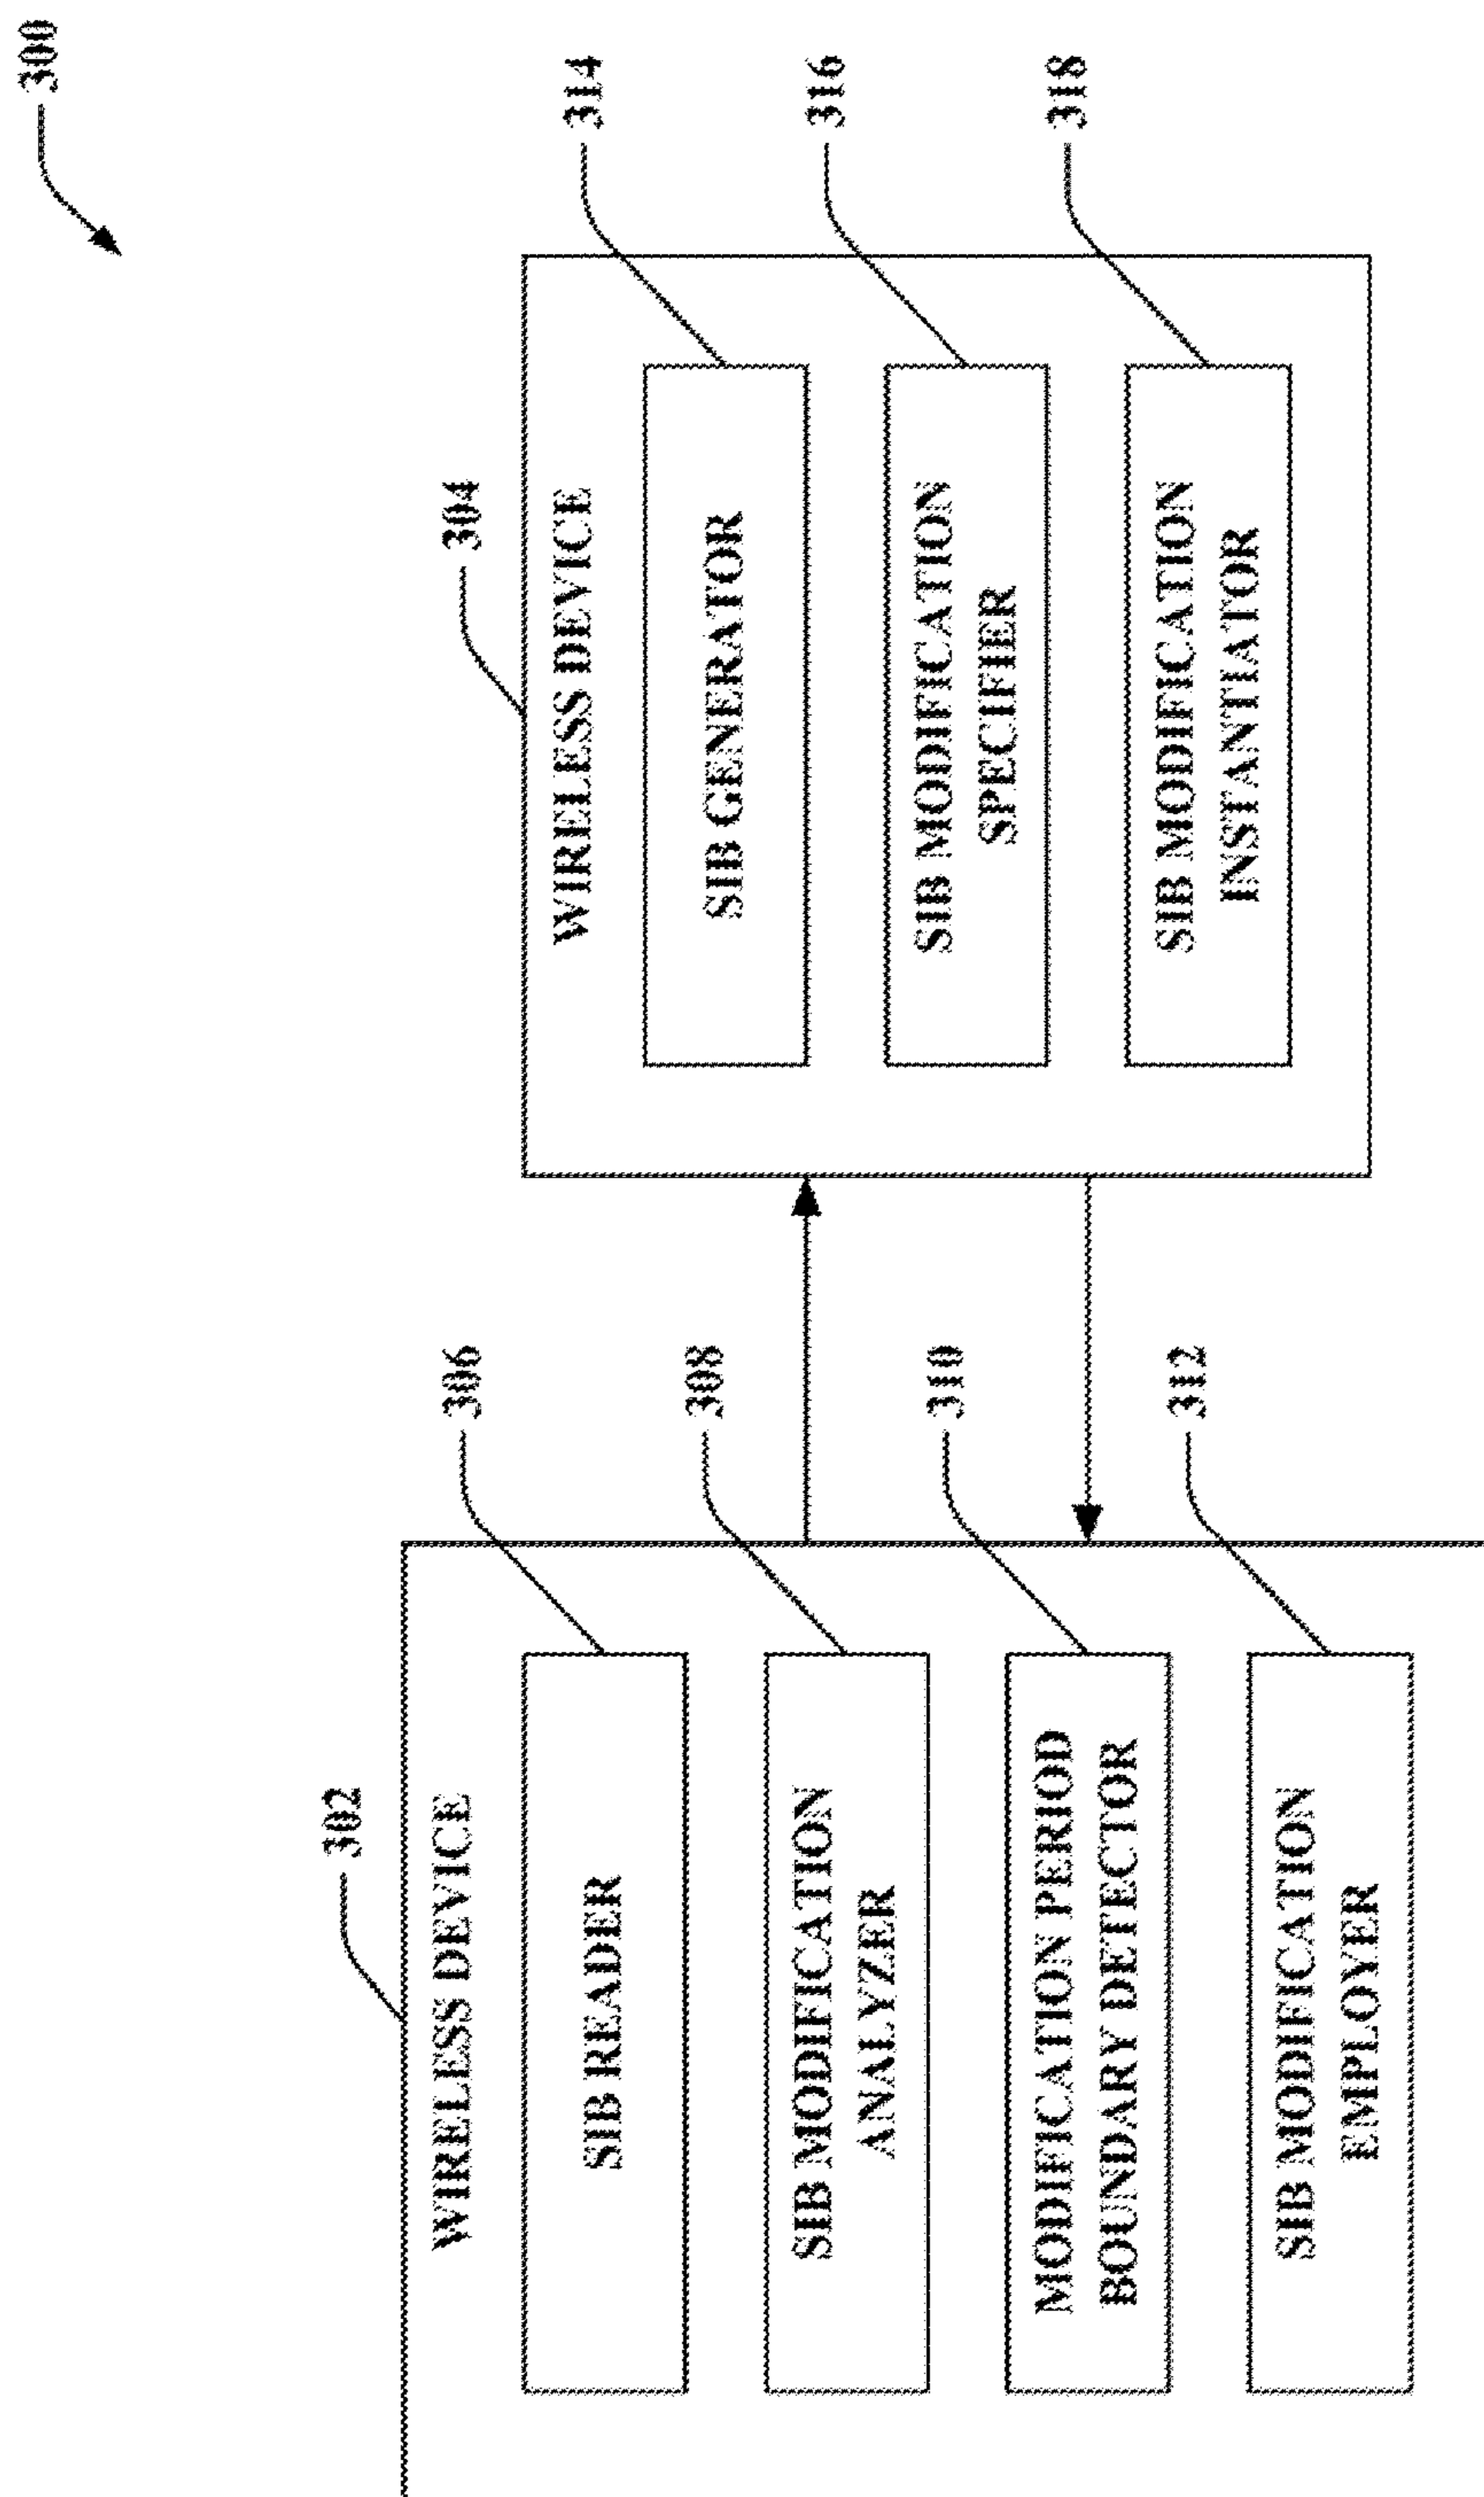 300
302
WIRELESS DEVICE
306
SIB READER
308
SIB MODIFICATION
ANALYZER
310
MODIFICATION PERIOD
BOUNDARY DETECTOR
312
SIB MODIFICATION
EMPLOYER
304
WIRELESS DEVICE
314
SIB GENERATOR
316
SIB MODIFICATION
SPECIFIER
318
SIB MODIFICATION
INSTANTIATOR